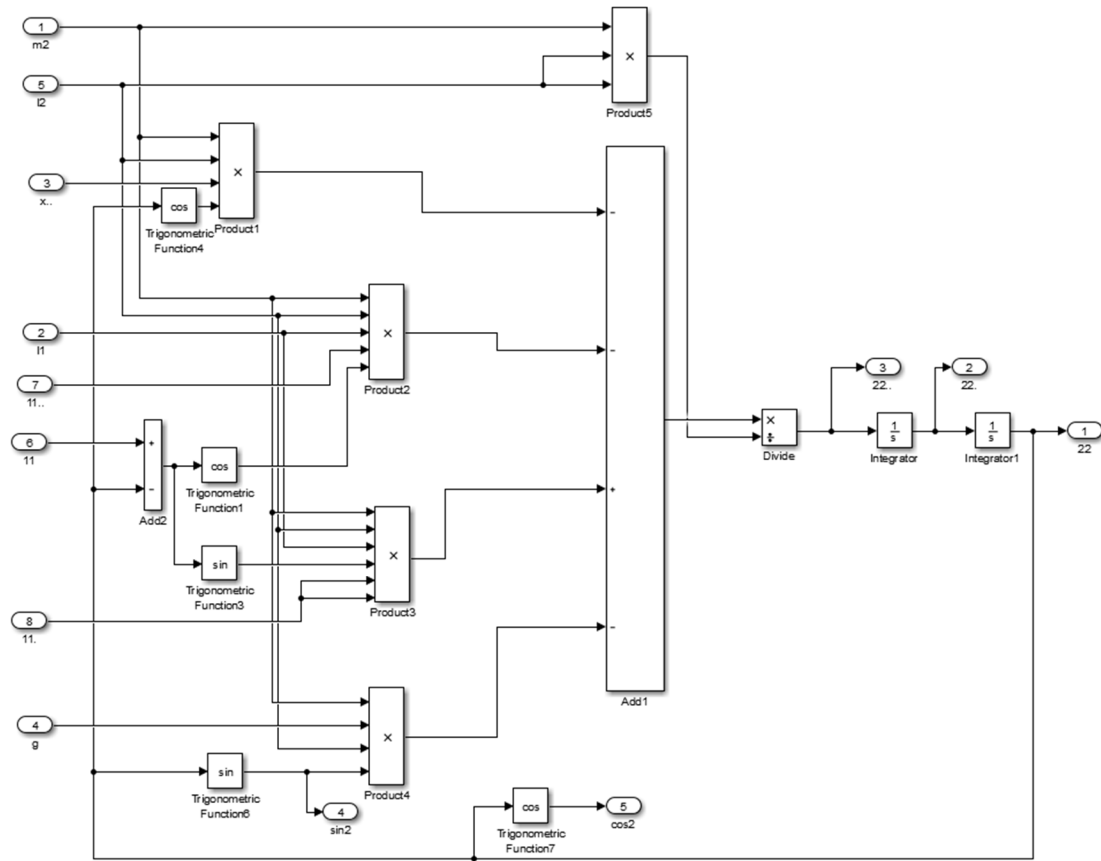 1
m2
×
Product5
5
l2
3
x..
cos
Trigonometric
Function4
×
Product1
-
2
l1
×
Product2
-
7
11..
6
11
+
-
Add2
cos
Trigonometric
Function1
sin
Trigonometric
Function3
×
Product3
+
8
11.
-
Add1
×
÷
Divide
3
22..
1
s
Integrator
2
22.
1
s
Integrator1
1
22
4
g
×
Product4
sin
Trigonometric
Function6
4
sin2
cos
Trigonometric
Function7
5
cos2